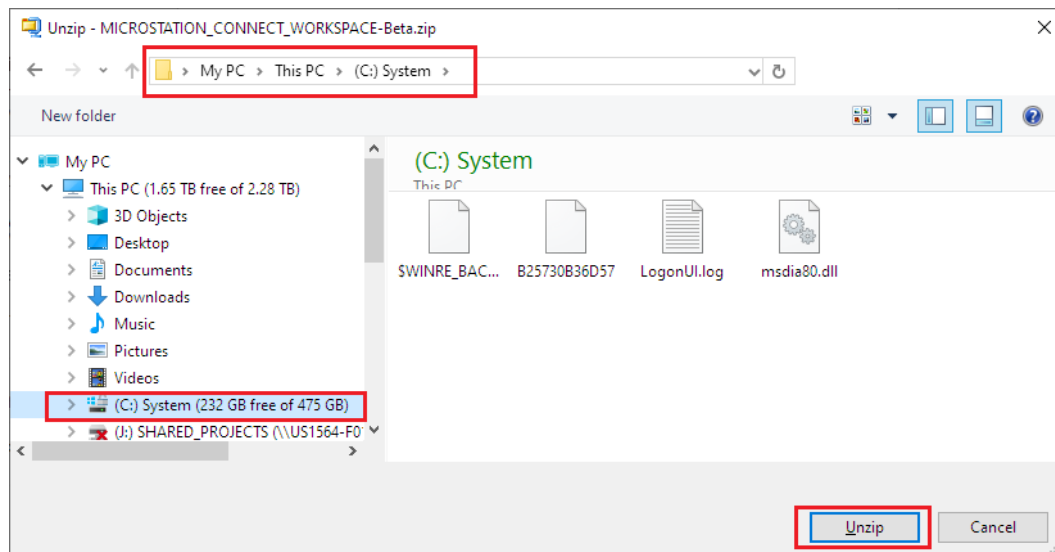 Unzip - MICROSTATION_CONNECT_WORKSPACE-Beta.zip
My PC > This PC > (C:) System >
New folder
My PC
This PC (1.65 TB free of 2.28 TB)
3D Objects
Desktop
Documents
Downloads
Music
Pictures
Videos
(C:) System (232 GB free of 475 GB)
(J:) SHARED_PROJECTS (\\US1564-F0
(C:) System
This PC
$WINRE_BAC... B25730B36D57 LogonUI.log msdia80.dll
Unzip Cancel